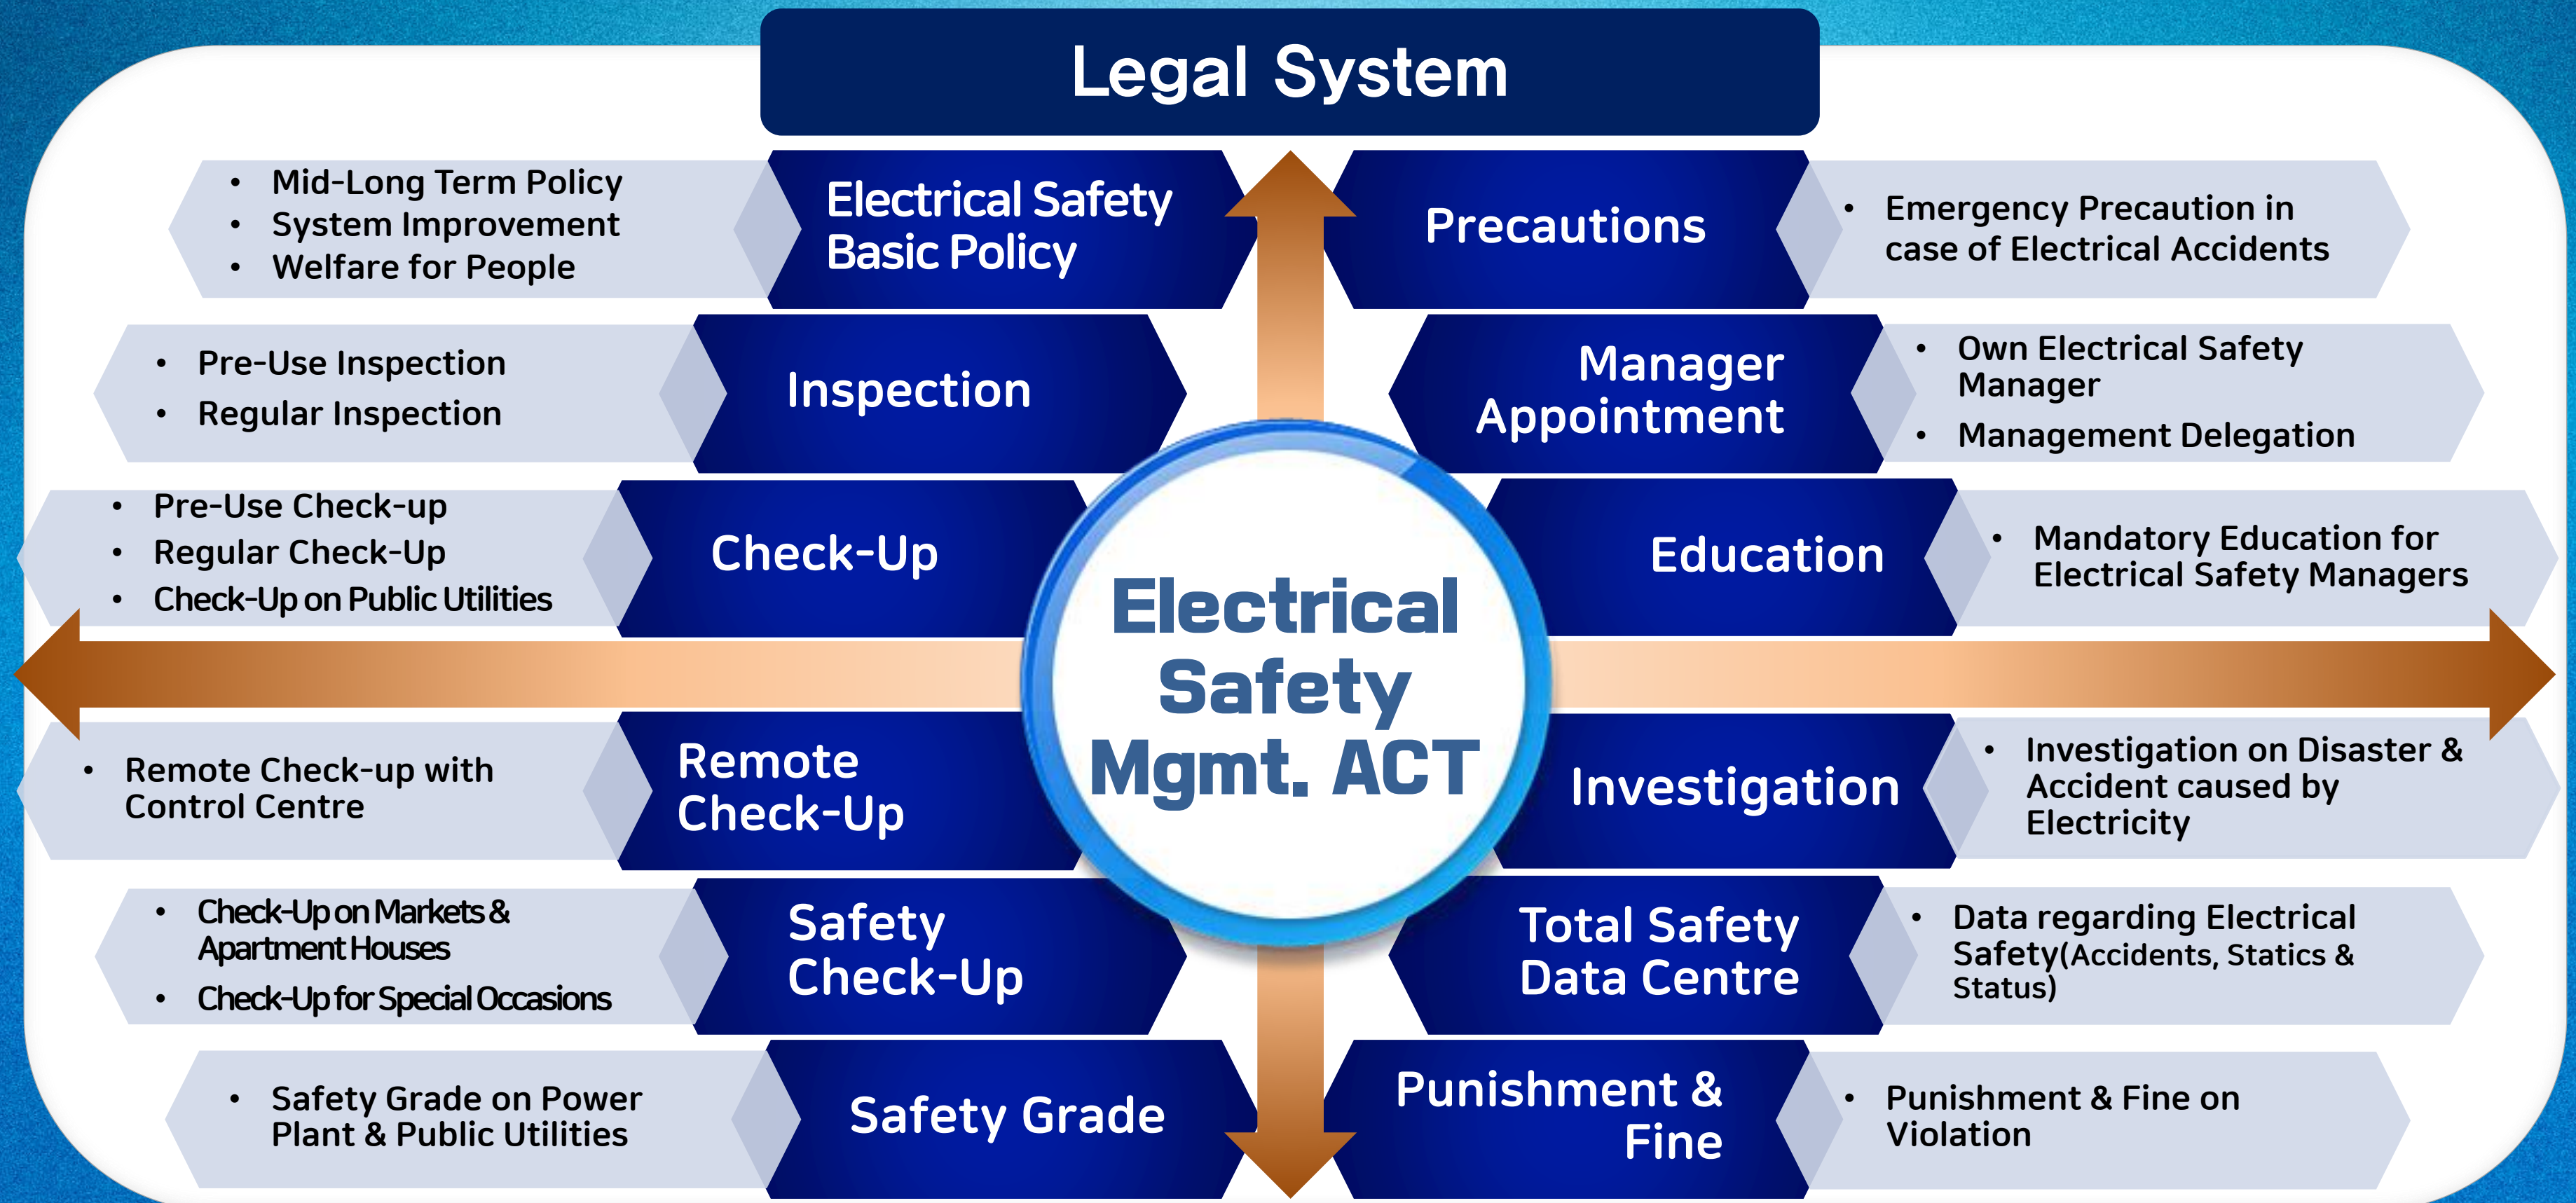 Legal System
• Mid-Long Term Policy
• System Improvement
• Welfare for People
Electrical Safety
Basic Policy
Precautions
• Emergency Precaution in
case of Electrical Accidents
• Pre-Use Inspection
• Regular Inspection
Inspection
Manager
Appointment
• Own Electrical Safety
Manager
• Management Delegation
• Pre-Use Check-up
• Regular Check-Up
• Check-Up on Public Utilities
Check-Up
Education
• Mandatory Education for
Electrical Safety Managers
Electrical
Safety
Mgmt. ACT
• Remote Check-up with
Control Centre
Remote
Check-Up
Investigation
• Investigation on Disaster &
Accident caused by
Electricity
• Check-Up on Markets &
Apartment Houses
• Check-Up for Special Occasions
Safety
Check-Up
Total Safety
Data Centre
• Data regarding Electrical
Safety(Accidents, Statics &
Status)
• Safety Grade on Power
Plant & Public Utilities
Safety Grade
Punishment &
Fine
• Punishment & Fine on
Violation